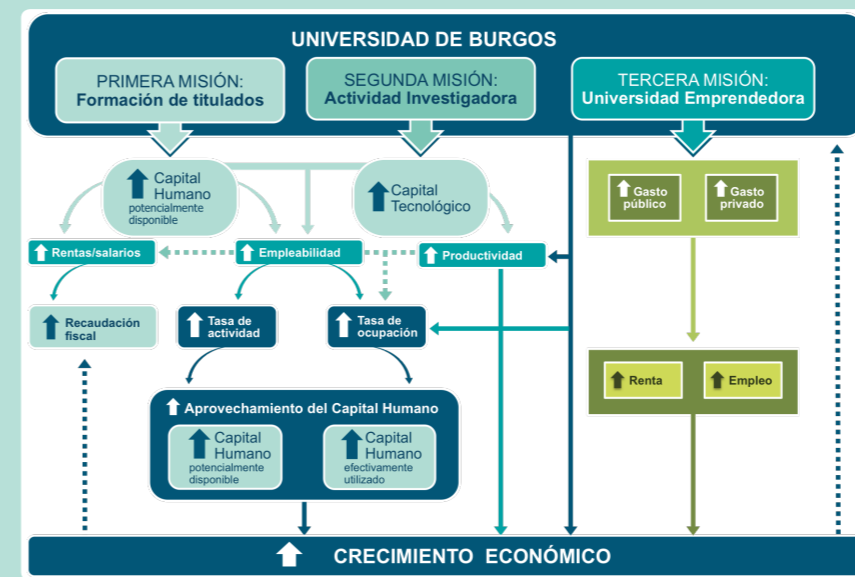 UNIVERSIDAD DE BURGOS
PRIMERA MISIÓN:
Formación de titulados
SEGUNDA MISIÓN:
Actividad Investigadora
TERCERA MISIÓN:
Universidad Emprendedora
Capital
Humano
potencialmente
disponible
Capital
Tecnológico
Gasto
público
Gasto
privado
Rentas/salarios
Empleabilidad
Productividad
Recaudación
fiscal
Tasa de
actividad
Tasa de
ocupación
Renta
Empleo
Aprovechamiento del Capital Humano
Capital
Humano
potencialmente
disponible
Capital
Humano
efectivamente
utilizado
CRECIMIENTO ECONÓMICO